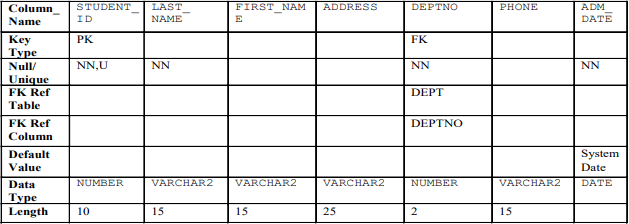 Column_ STUDENT_ LAST_ FIRST_NAM ADDRESS DEPTNO PHONE ADM_
Name ID NAME E DATE
Key PK FK
Type
Null/ NN,U NN NN NN
Unique
FK Ref DEPT
Table
FK Ref DEPTNO
Column
Default System
Value Date
Data NUMBER VARCHAR2 VARCHAR2 VARCHAR2 NUMBER VARCHAR2 DATE
Type
Length 10 15 15 25 2 15